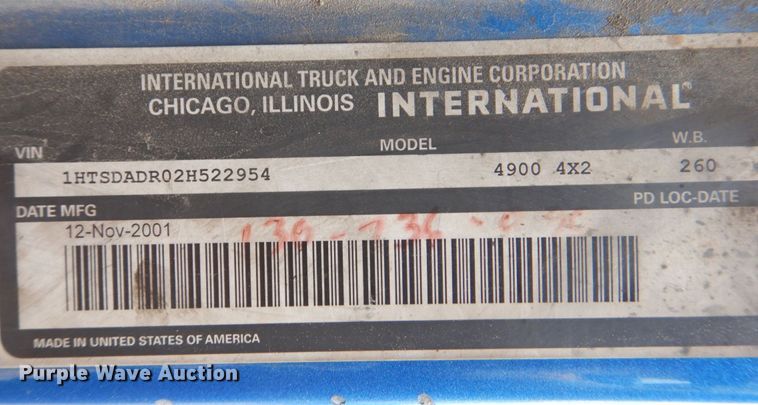 INTERNATIONAL TRUCK AND ENGINE CORPORATION
CHICAGO, ILLINOIS INTERNATIONAL®
VIN MODEL W.B.
1HTSDADR02H522954 4900 4X2 260
DATE MFG PD LOC-DATE
12-Nov-2001
MADE IN UNITED STATES OF AMERICA
Purple Wave Auction